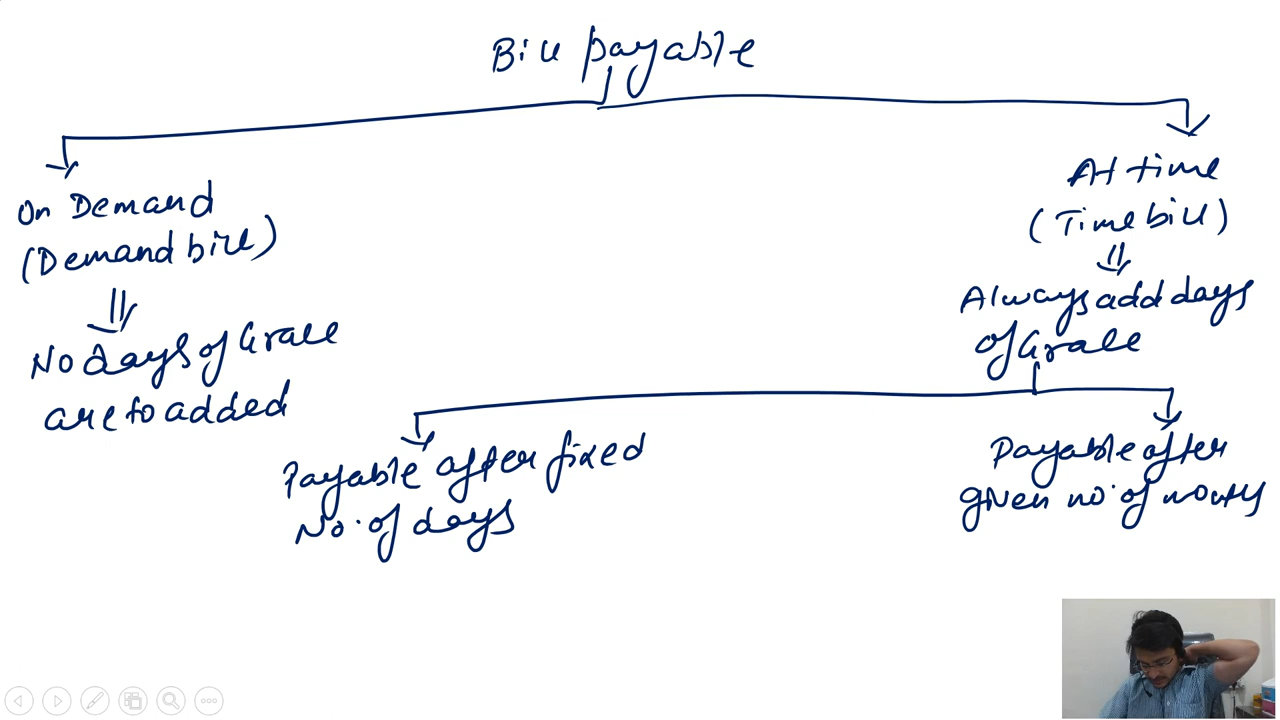 Bill payable
On Demand
(Demand bill)
No days of Grace
are to added
At time
(Time bill)
Always add days
of Grace
Payable after fixed
No. of days
Payable after
given no. of months